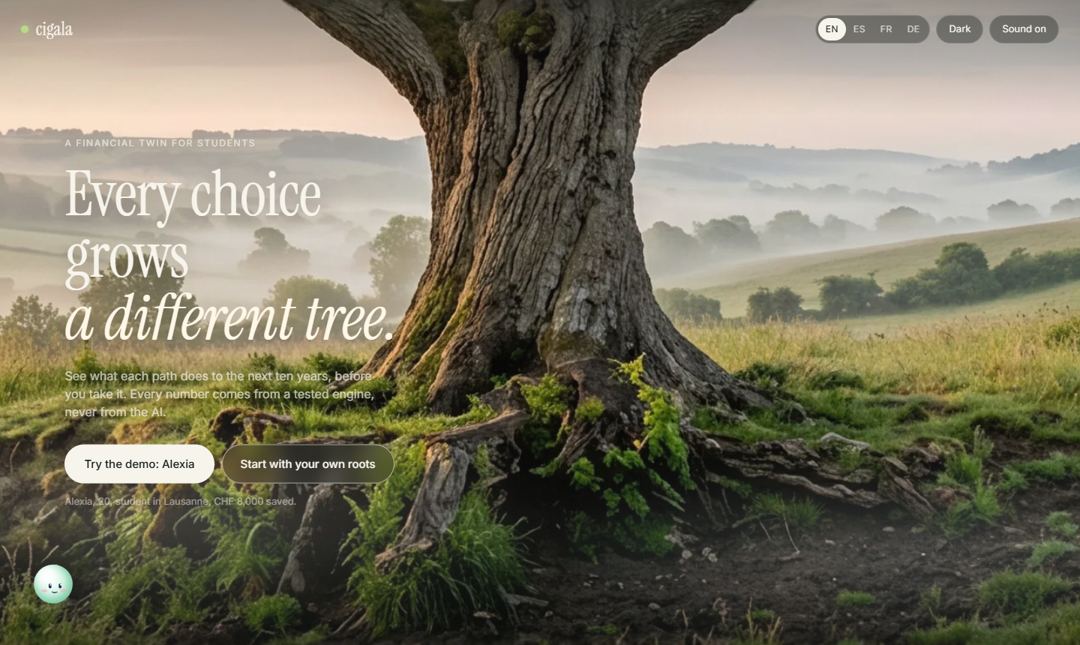 cigala
EN ES FR DE
Dark
Sound on
A FINANCIAL TWIN FOR STUDENTS
Every choice
grows
a different tree.
See what each path does to the next ten years, before
you take it. Every number comes from a tested engine,
never from the AI.
Try the demo: Alexia
Start with your own roots
Alexia, 20, student in Lausanne, CHF 8,000 saved.